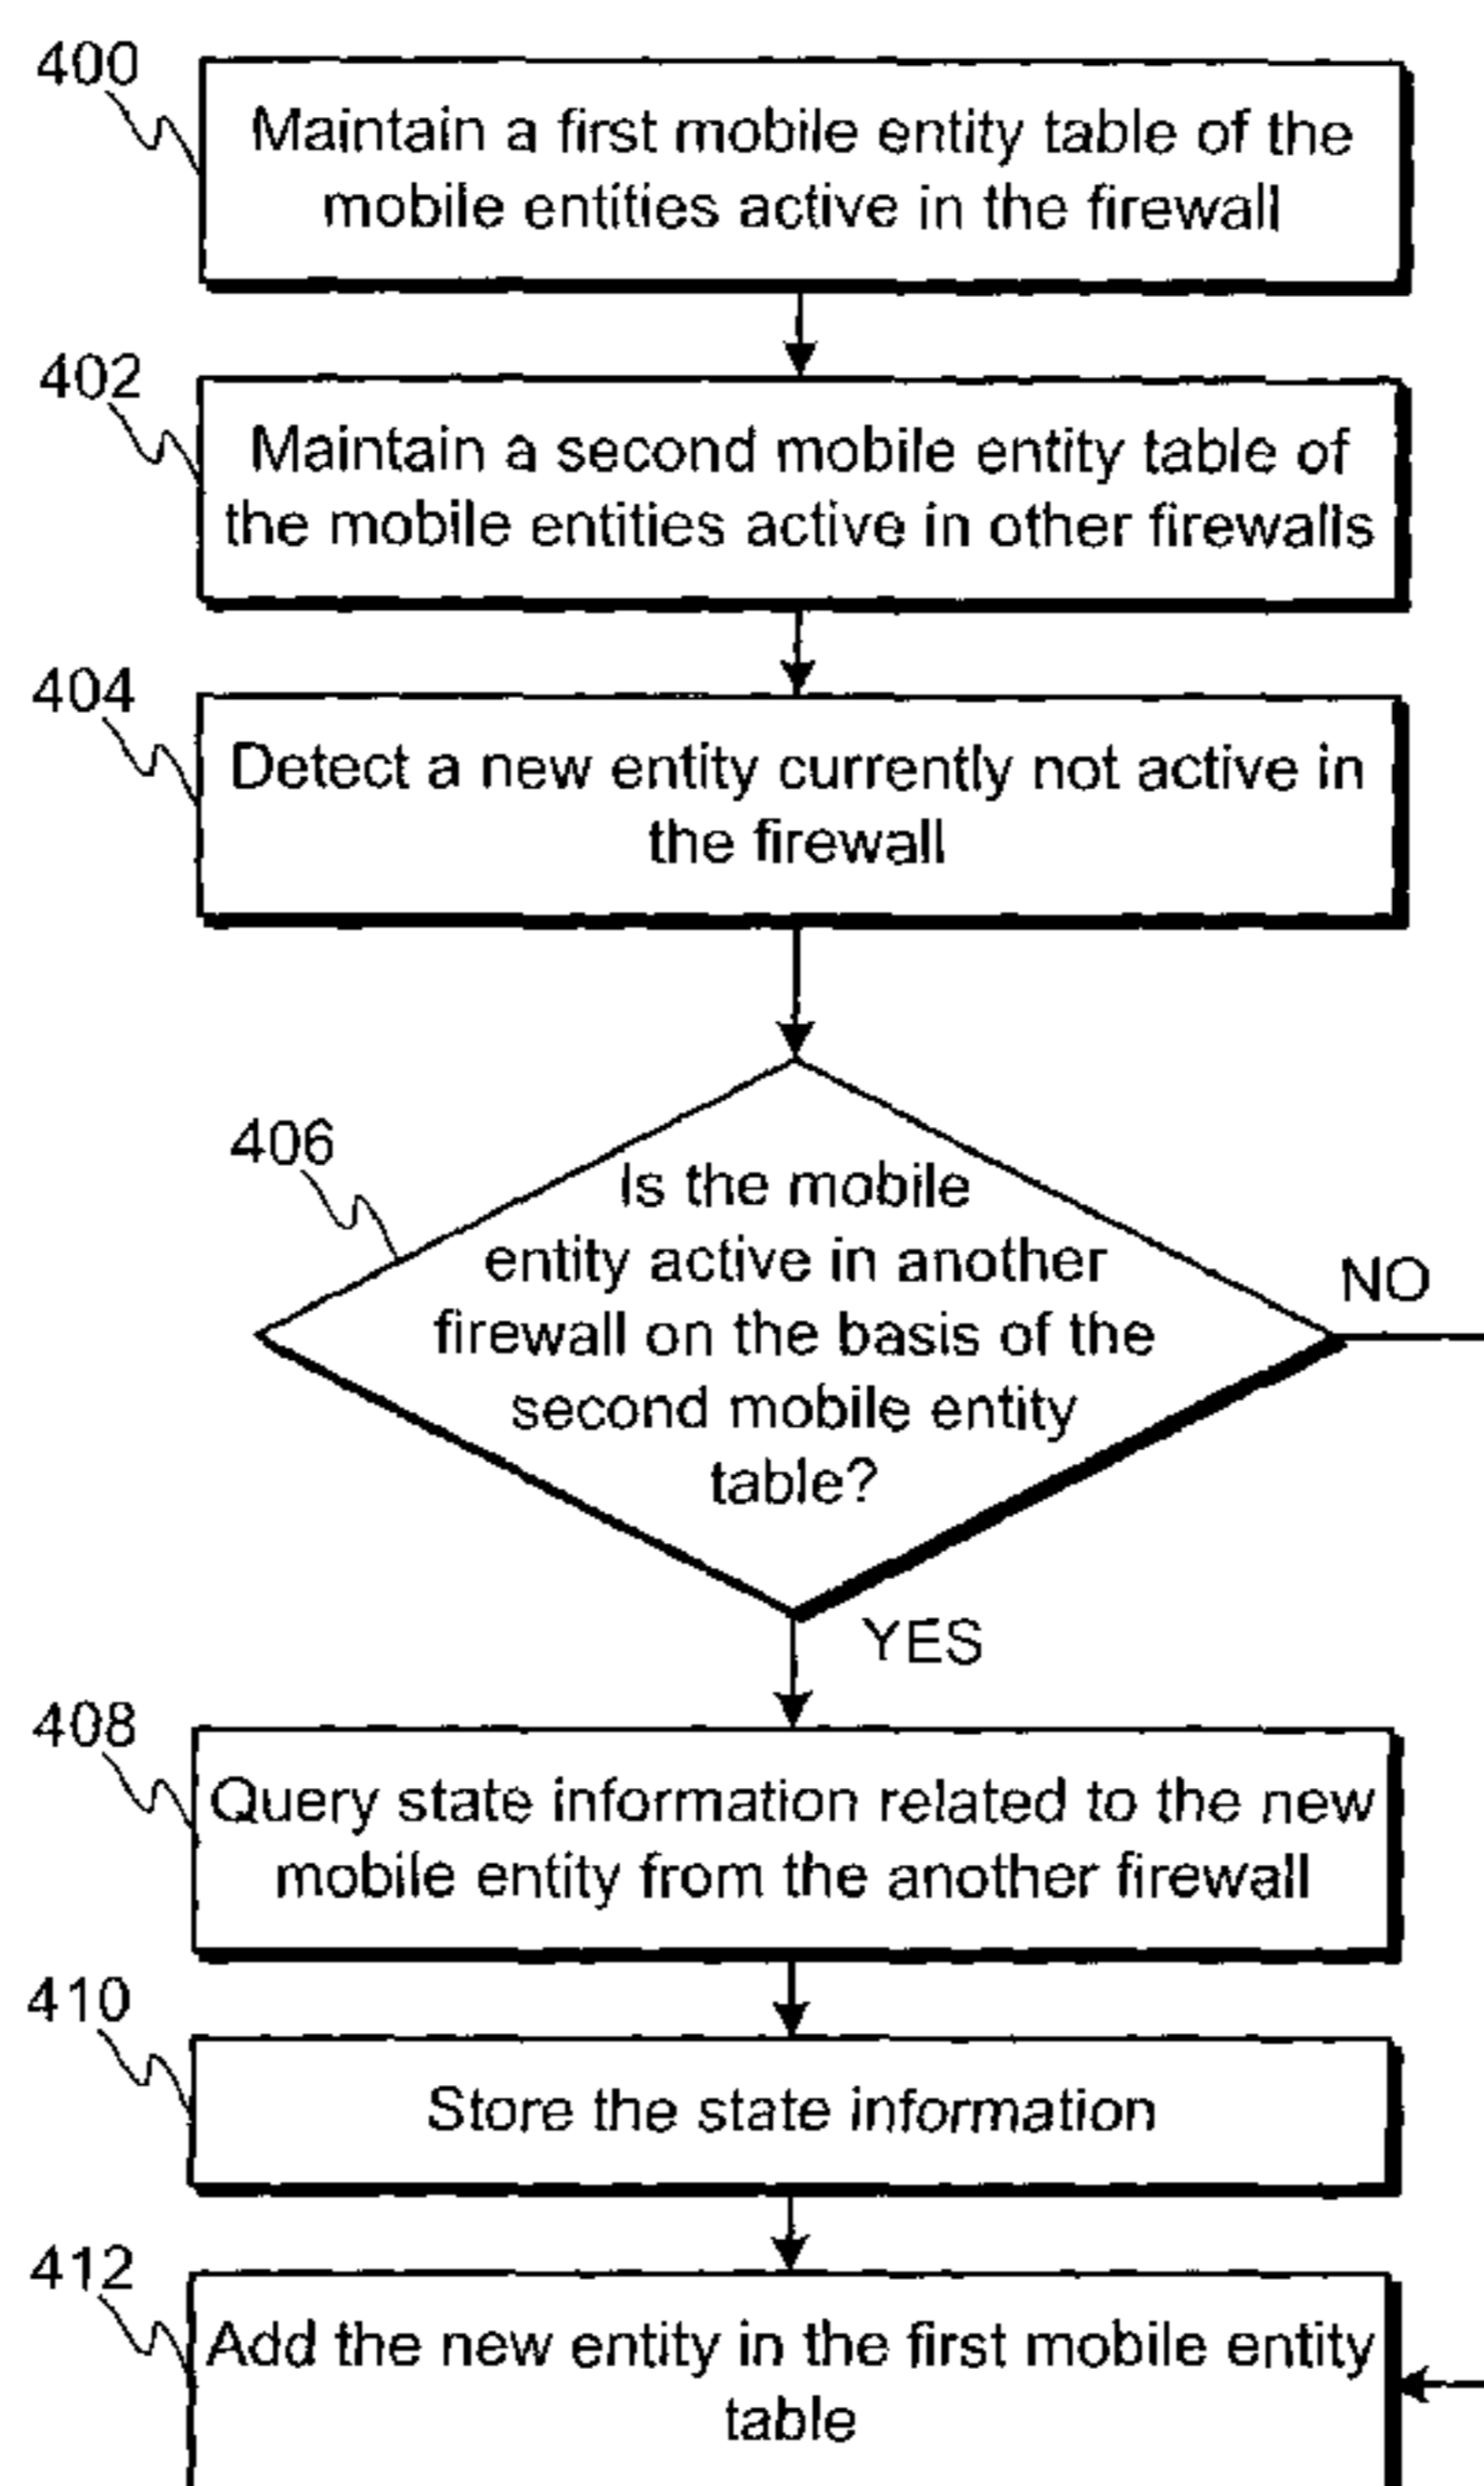 400
Maintain a first mobile entity table of the
mobile entities active in the firewall
402
Maintain a second mobile entity table of
the mobile entities active in other firewalls
404
Detect a new entity currently not active in
the firewall
406
Is the mobile
entity active in another
firewall on the basis of the
second mobile entity
table?
NO
YES
408
Query state information related to the new
mobile entity from the another firewall
410
Store the state information
412
Add the new entity in the first mobile entity
table